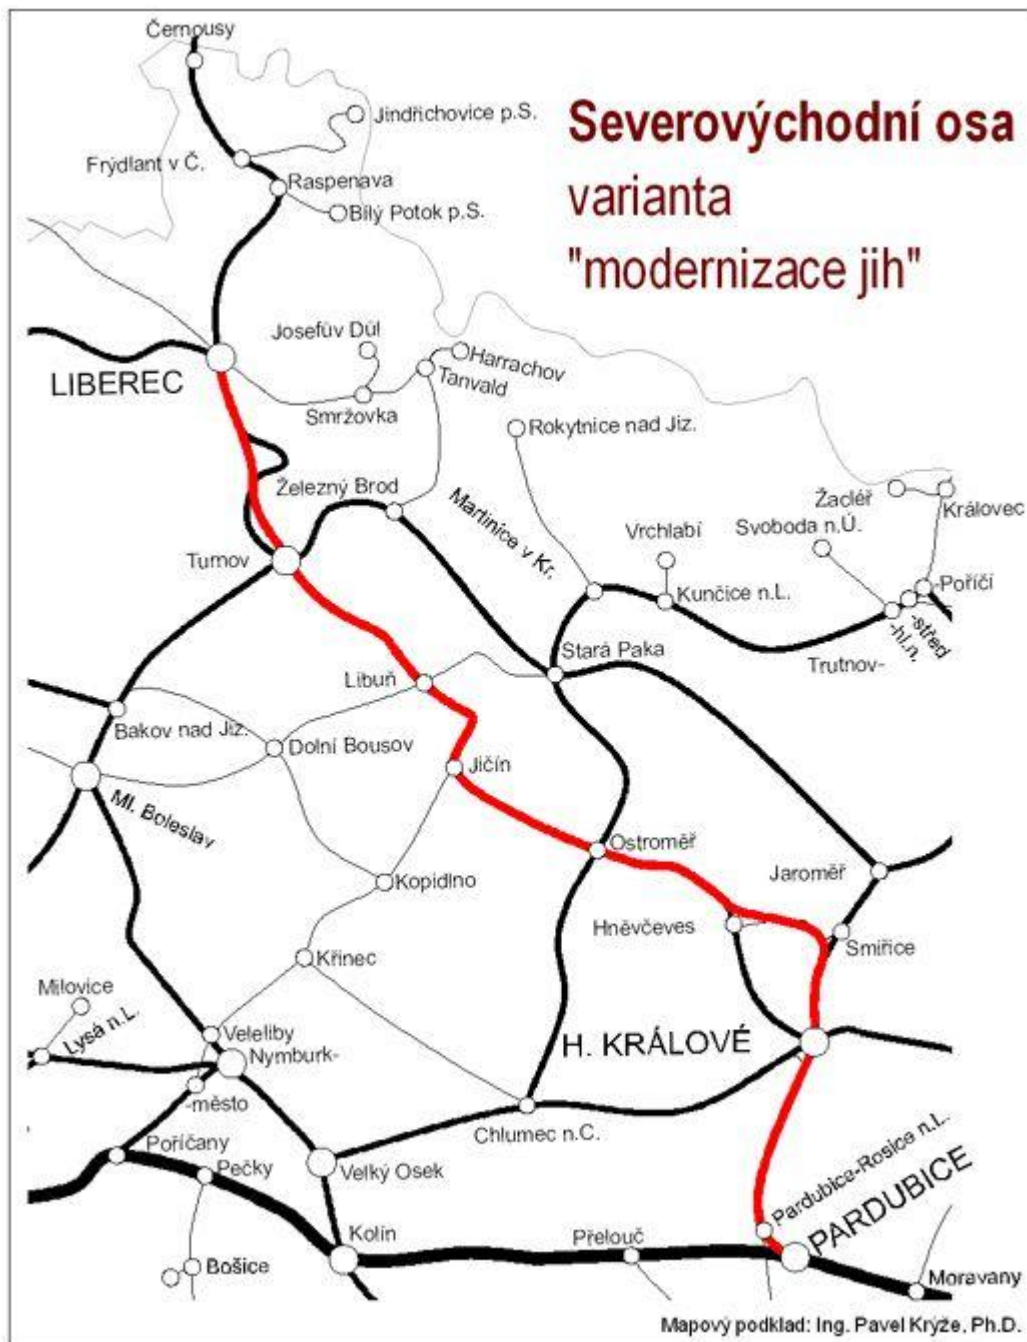 Černousy
Severovýchodní osa
varianta
"modernizace jih"
Jindřichovice p.S.
Frýdlant v Č.
Raspenava
Bílý Potok p.S.
Josefův Důl
Harrachov
Tanvald
LIBEREC
Smržovka
Rokytnice nad Jiz.
Železný Brod
Martinice v Kr.
Žacléř
Královec
Svoboda n.Ú.
Vrchlabí
Turnov
Kunčice n.L.
-Poříčí
-střed
-hl.n.
Trutnov-
Stará Paka
Libuň
Bakov nad Jiz.
Dolní Bousov
Jičín
Ml. Boleslav
Ostroměř
Jaroměř
Kopidlno
Hněvčeves
Smiřice
Křinec
Milovice
Lysá n.L.
Veleliby
Nymburk-
-město
H. KRÁLOVÉ
Chlumec n.C.
Poříčany
Pečky
Velký Osek
Pardubice-Rosice n.L.
PARDUBICE
Kolín
Přelouč
Bošice
Moravany
Mapový podklad: Ing. Pavel Krýže, Ph.D.